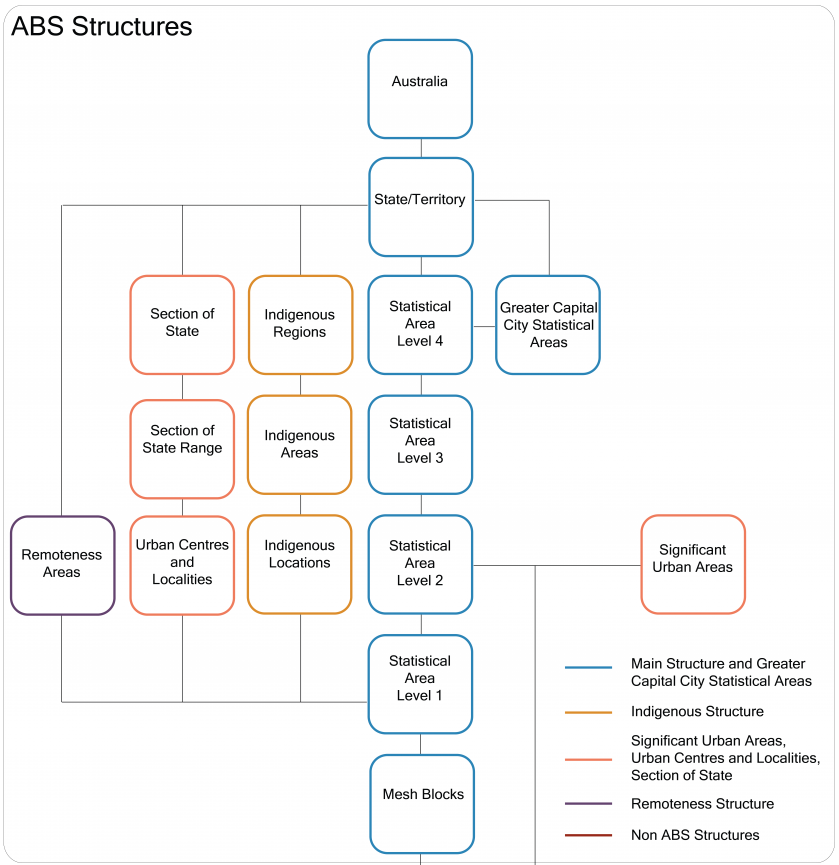 ABS Structures
Australia
State/Territory
Section of
State
Indigenous
Regions
Statistical
Area
Level 4
Greater Capital
City Statistical
Areas
Section of
State Range
Indigenous
Areas
Statistical
Area
Level 3
Remoteness
Areas
Urban Centres
and
Localities
Indigenous
Locations
Statistical
Area
Level 2
Significant
Urban Areas
Statistical
Area
Level 1
Mesh Blocks
Main Structure and Greater
Capital City Statistical Areas
Indigenous Structure
Significant Urban Areas,
Urban Centres and Localities,
Section of State
Remoteness Structure
Non ABS Structures